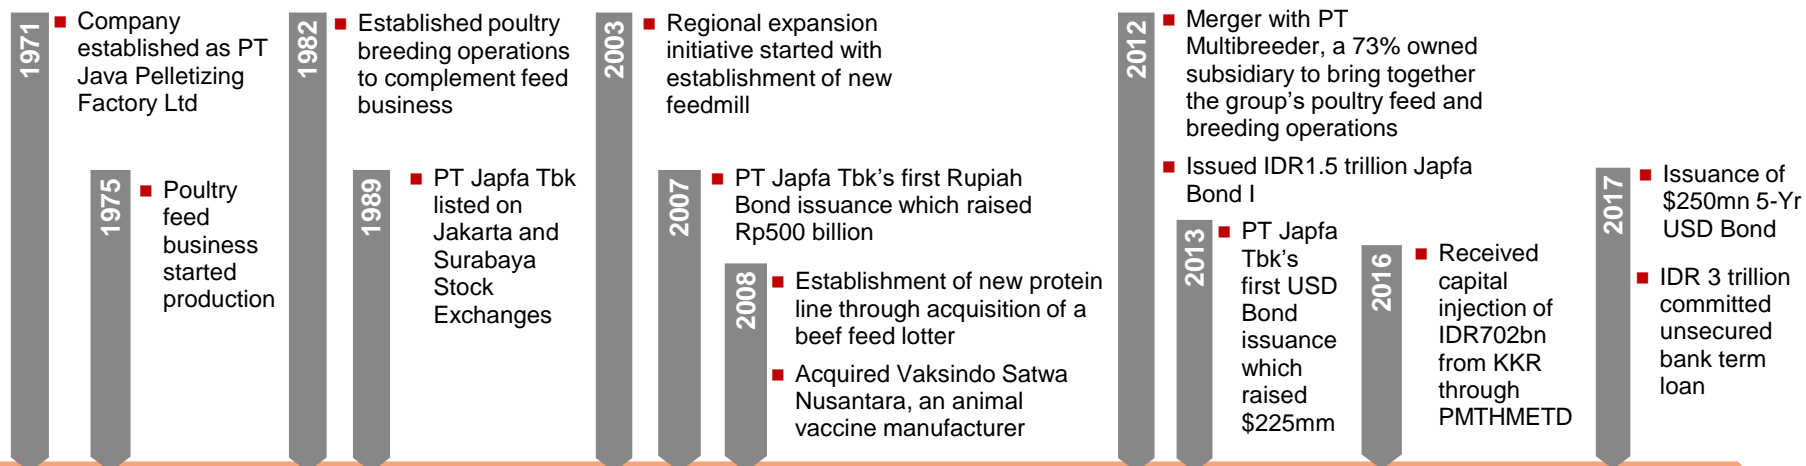 1971
Company
established as PT
Java Pelletizing
Factory Ltd
1975
Poultry
feed
business
started
production
1982
Established poultry
breeding operations
to complement feed
business
1989
PT Japfa Tbk
listed on
Jakarta and
Surabaya
Stock
Exchanges
2003
Regional expansion
initiative started with
establishment of new
feedmill
2007
PT Japfa Tbk's first Rupiah
Bond issuance which raised
Rp500 billion
2008
Establishment of new protein
line through acquisition of a
beef feed lotter
Acquired Vaksindo Satwa
Nusantara, an animal
vaccine manufacturer
2012
Merger with PT
Multibreeder, a 73% owned
subsidiary to bring together
the group's poultry feed and
breeding operations
Issued IDR1.5 trillion Japfa
Bond I
2013
PT Japfa
Tbk's
first USD
Bond
issuance
which
raised
$225mm
2016
Received
capital
injection of
IDR702bn
from KKR
through
PMTHMETD
2017
Issuance of
$250mn 5-Yr
USD Bond
IDR 3 trillion
committed
unsecured
bank term
loan